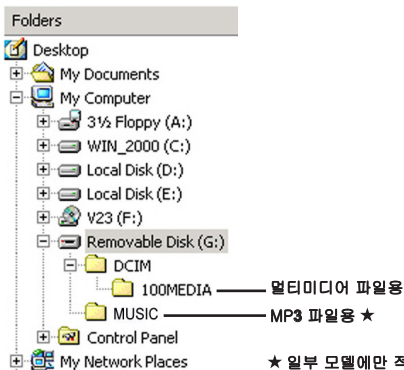 Folders
Desktop
My Documents
My Computer
3½ Floppy (A:)
WIN_2000 (C:)
Local Disk (D:)
Local Disk (E:)
V23 (F:)
Removable Disk (G:)
DCIM
100MEDIA 멀티미디어 파일용
MUSIC MP3 파일용 ★
Control Panel
My Network Places ★ 일부 모델에만